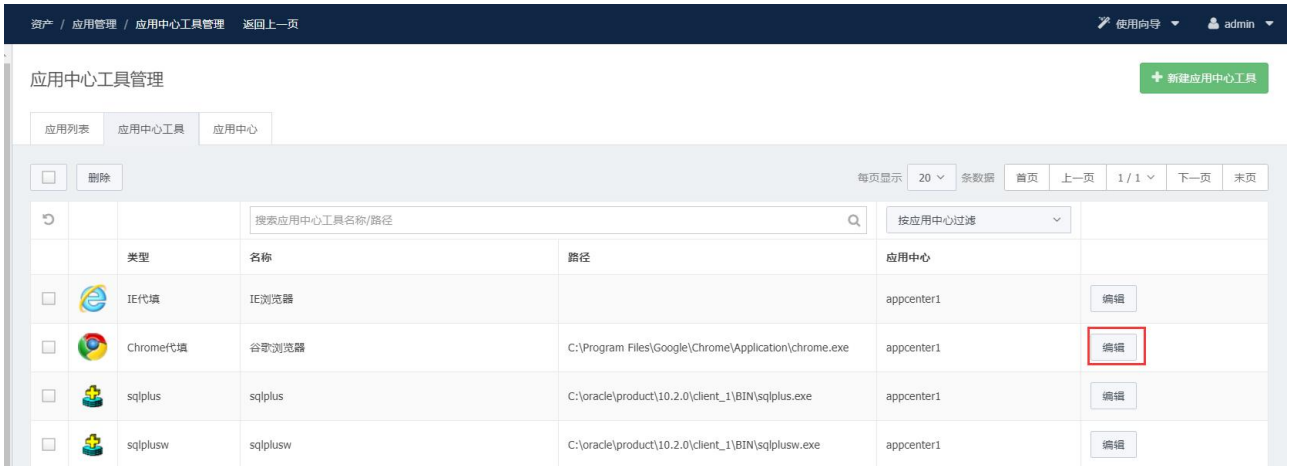 资产 / 应用管理 / 应用中心工具管理 返回上一页 使用向导 admin
应用中心工具管理 新建应用中心工具
应用列表 应用中心工具 应用中心
删除 每页显示 20 条数据 首页 上一页 1 / 1 下一页 末页
搜索应用中心工具名称/路径 按应用中心过滤
类型 名称 路径 应用中心
IE代填 IE浏览器 appcenter1 编辑
Chrome代填 谷歌浏览器 C:\Program Files\Google\Chrome\Application\chrome.exe appcenter1 编辑
sqlplus sqlplus C:\oracle\product\10.2.0\client_1\BIN\sqlplus.exe appcenter1 编辑
sqlplusw sqlplusw C:\oracle\product\10.2.0\client_1\BIN\sqlplusw.exe appcenter1 编辑